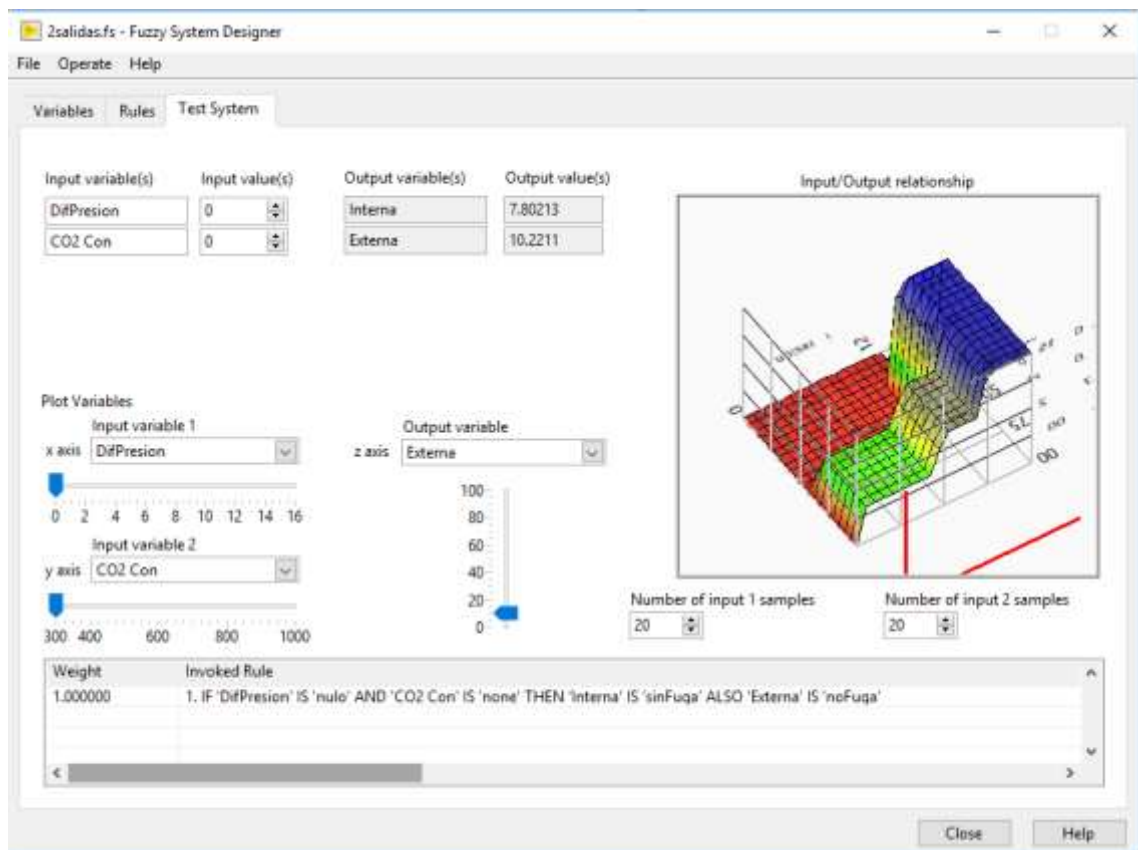 2salidas.fs - Fuzzy System Designer
File Operate Help
Variables Rules Test System
Input variable(s) Input value(s) Output variable(s) Output value(s)
DifPresion 0 Interna 7.80213
CO2 Con 0 Externa 10.2211
Input/Output relationship
Plot Variables
Input variable 1
x axis DifPresion
0 2 4 6 8 10 12 14 16
Input variable 2
y axis CO2 Con
300 400 600 800 1000
Output variable
z axis Externa
100
80
60
40
20
0
Number of input 1 samples
20
Number of input 2 samples
20
Weight Invoked Rule
1.000000 1. IF 'DifPresion' IS 'nulo' AND 'CO2 Con' IS 'none' THEN 'Interna' IS 'sinFuga' ALSO 'Externa' IS 'noFuga'
Close Help